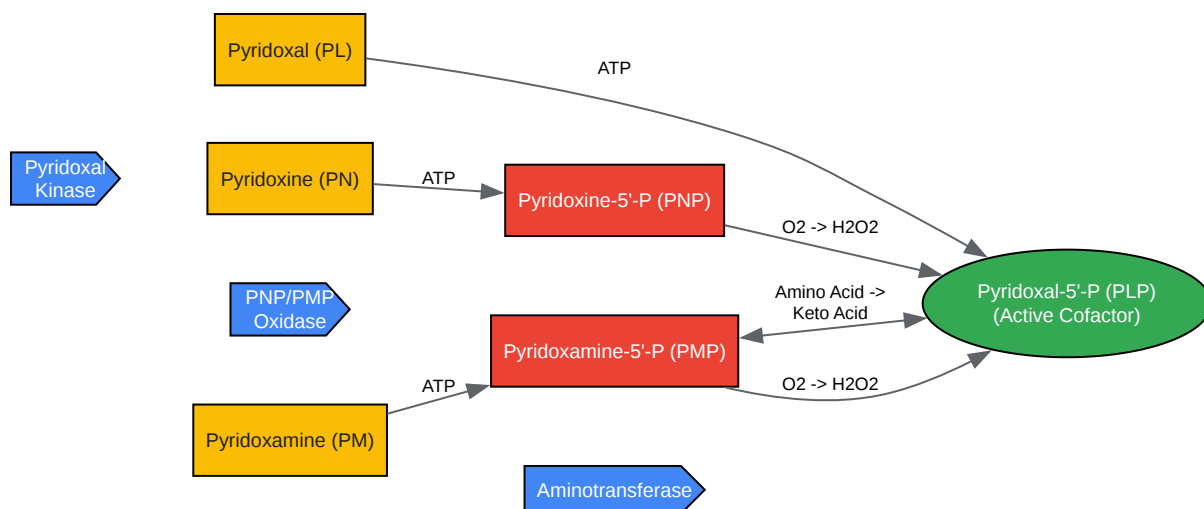 Pyridoxal (PL)
ATP
Pyridoxal
Kinase
Pyridoxine (PN)
ATP
Pyridoxine-5'-P (PNP)
O2 -> H2O2
PNP/PMP
Oxidase
Amino Acid ->
Keto Acid
Pyridoxal-5'-P (PLP)
(Active Cofactor)
Pyridoxamine-5'-P (PMP)
O2 -> H2O2
ATP
Pyridoxamine (PM)
Aminotransferase